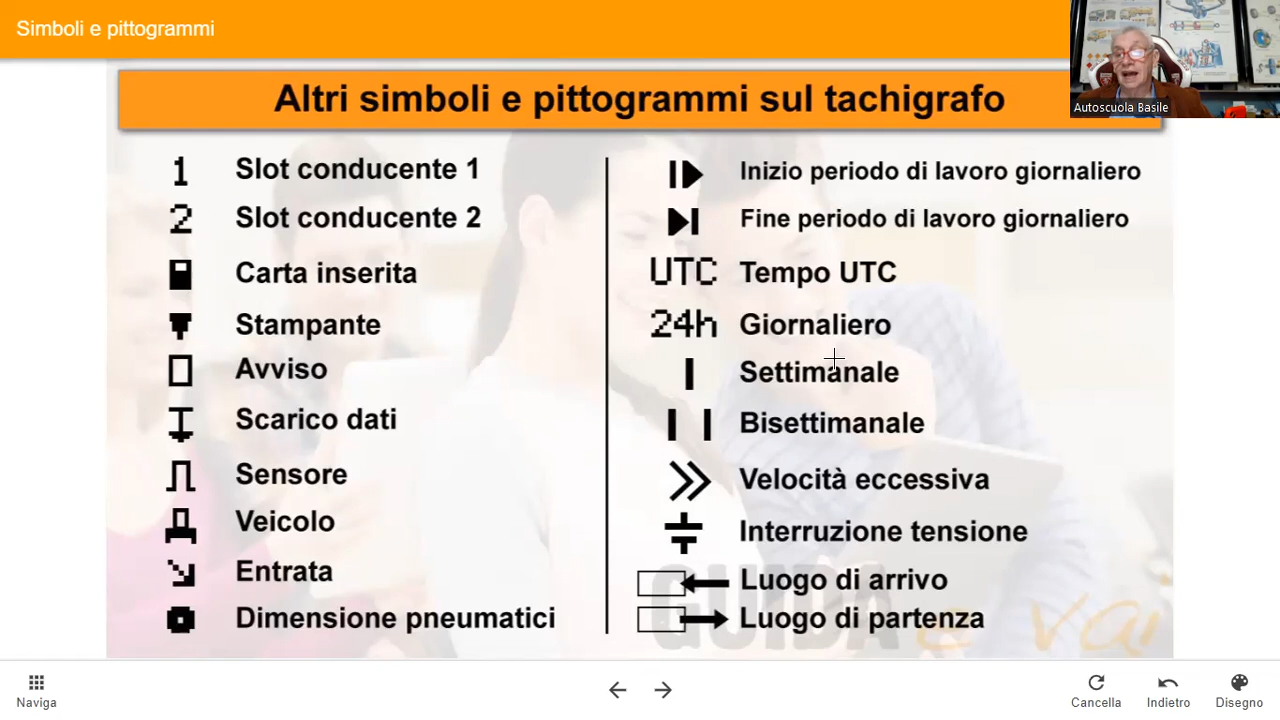 Simboli e pittogrammi
Autoscuola Basile
Altri simboli e pittogrammi sul tachigrafo
1 Slot conducente 1
2 Slot conducente 2
Carta inserita
Stampante
Avviso
Scarico dati
Sensore
Veicolo
Entrata
Dimensione pneumatici
Inizio periodo di lavoro giornaliero
Fine periodo di lavoro giornaliero
UTC Tempo UTC
24h Giornaliero
Settimanale
Bisettimanale
Velocità eccessiva
Interruzione tensione
Luogo di arrivo
Luogo di partenza
GUIDA e vai
Naviga
Cancella
Indietro
Disegno